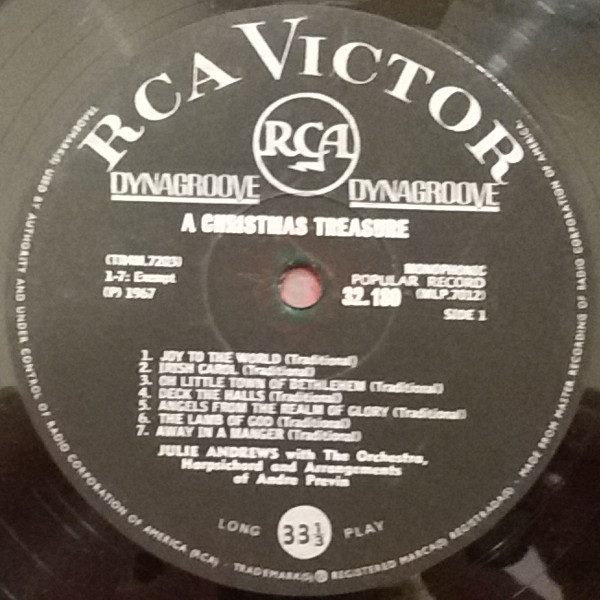 RCA VICTOR
RCA
DYNAGROOVE DYNAGROOVE
A CHRISTMAS TREASURE
1-7: Exempt
(P) 1967
MONOPHONIC
POPULAR RECORD
32.180 (MLP.7012)
SIDE 1
1. JOY TO THE WORLD (Traditional)
2. IRISH CAROL (Traditional)
3. OH LITTLE TOWN OF BETHLEHEM (Traditional)
4. DECK THE HALLS (Traditional)
5. ANGELS FROM THE REALM OF GLORY (Traditional)
6. THE LAMB OF GOD (Traditional)
7. AWAY IN A MANGER (Traditional)
JULIE ANDREWS with The Orchestra,
Harpsichord and Arrangements
of Andre Previn
LONG 33 1/3 PLAY
TRADEMARK(S) USED BY AUTHORITY AND UNDER CONTROL OF RADIO CORPORATION OF AMERICA (RCA) - TRADEMARK(S) ® REGISTERED MARCA(S) REGISTRADA(S) - MADE FROM MASTER RECORDING OF RADIO CORPORATION OF AMERICA.